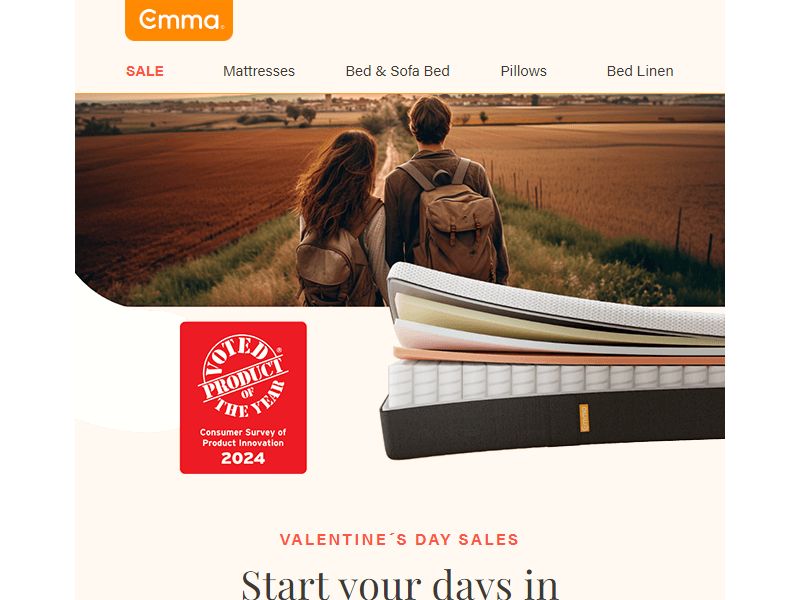 Emma®
SALE
Mattresses
Bed & Sofa Bed
Pillows
Bed Linen
VOTED
PRODUCT ®
OF
THE YEAR
Consumer Survey of
Product Innovation
2024
Emma
VALENTINE´S DAY SALES
Start your days in